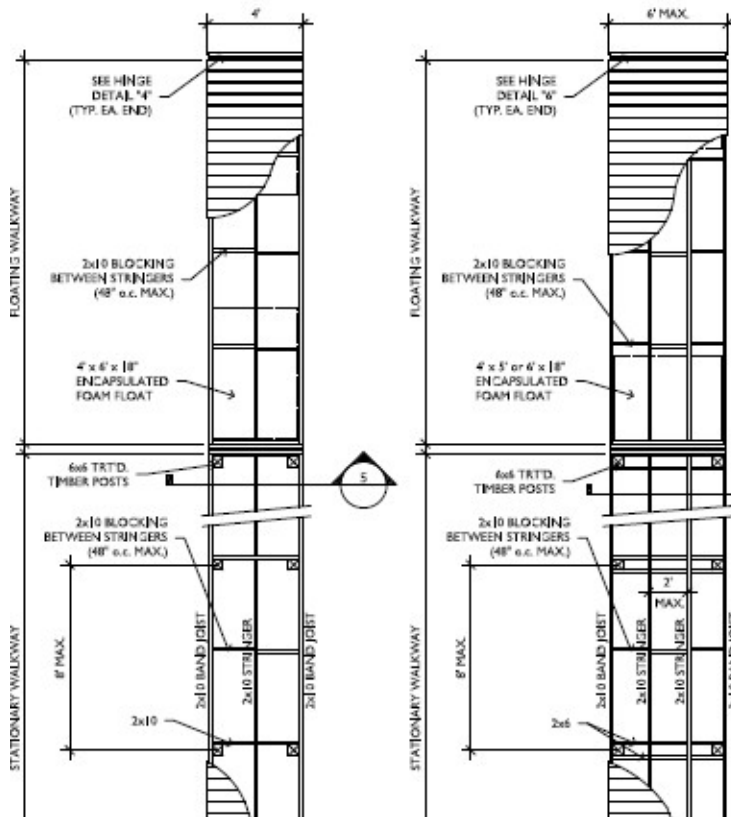 4'
SEE HINGE
DETAIL "4"
(TYP. EA. END)
FLOATING WALKWAY
2x10 BLOCKING
BETWEEN STRINGERS
(48" o.c. MAX.)
4' x 6' x 18"
ENCAPSULATED
FOAM FLOAT
6x6 TRT'D.
TIMBER POSTS
5
2x10 BLOCKING
BETWEEN STRINGERS
(48" o.c. MAX.)
8' MAX.
STATIONARY WALKWAY
2x10 BAND JOIST
2x10 STRINGER
2x10 BAND JOIST
2x10
6' MAX.
SEE HINGE
DETAIL "6"
(TYP. EA. END)
FLOATING WALKWAY
2x10 BLOCKING
BETWEEN STRINGERS
(48" o.c. MAX.)
4' x 5' or 6' x 18"
ENCAPSULATED
FOAM FLOAT
6x6 TRT'D.
TIMBER POSTS
2x10 BLOCKING
BETWEEN STRINGERS
(48" o.c. MAX.)
2'
MAX.
8' MAX.
STATIONARY WALKWAY
2x10 BAND JOIST
2x10 STRINGER
2x10 STRINGER
2x6